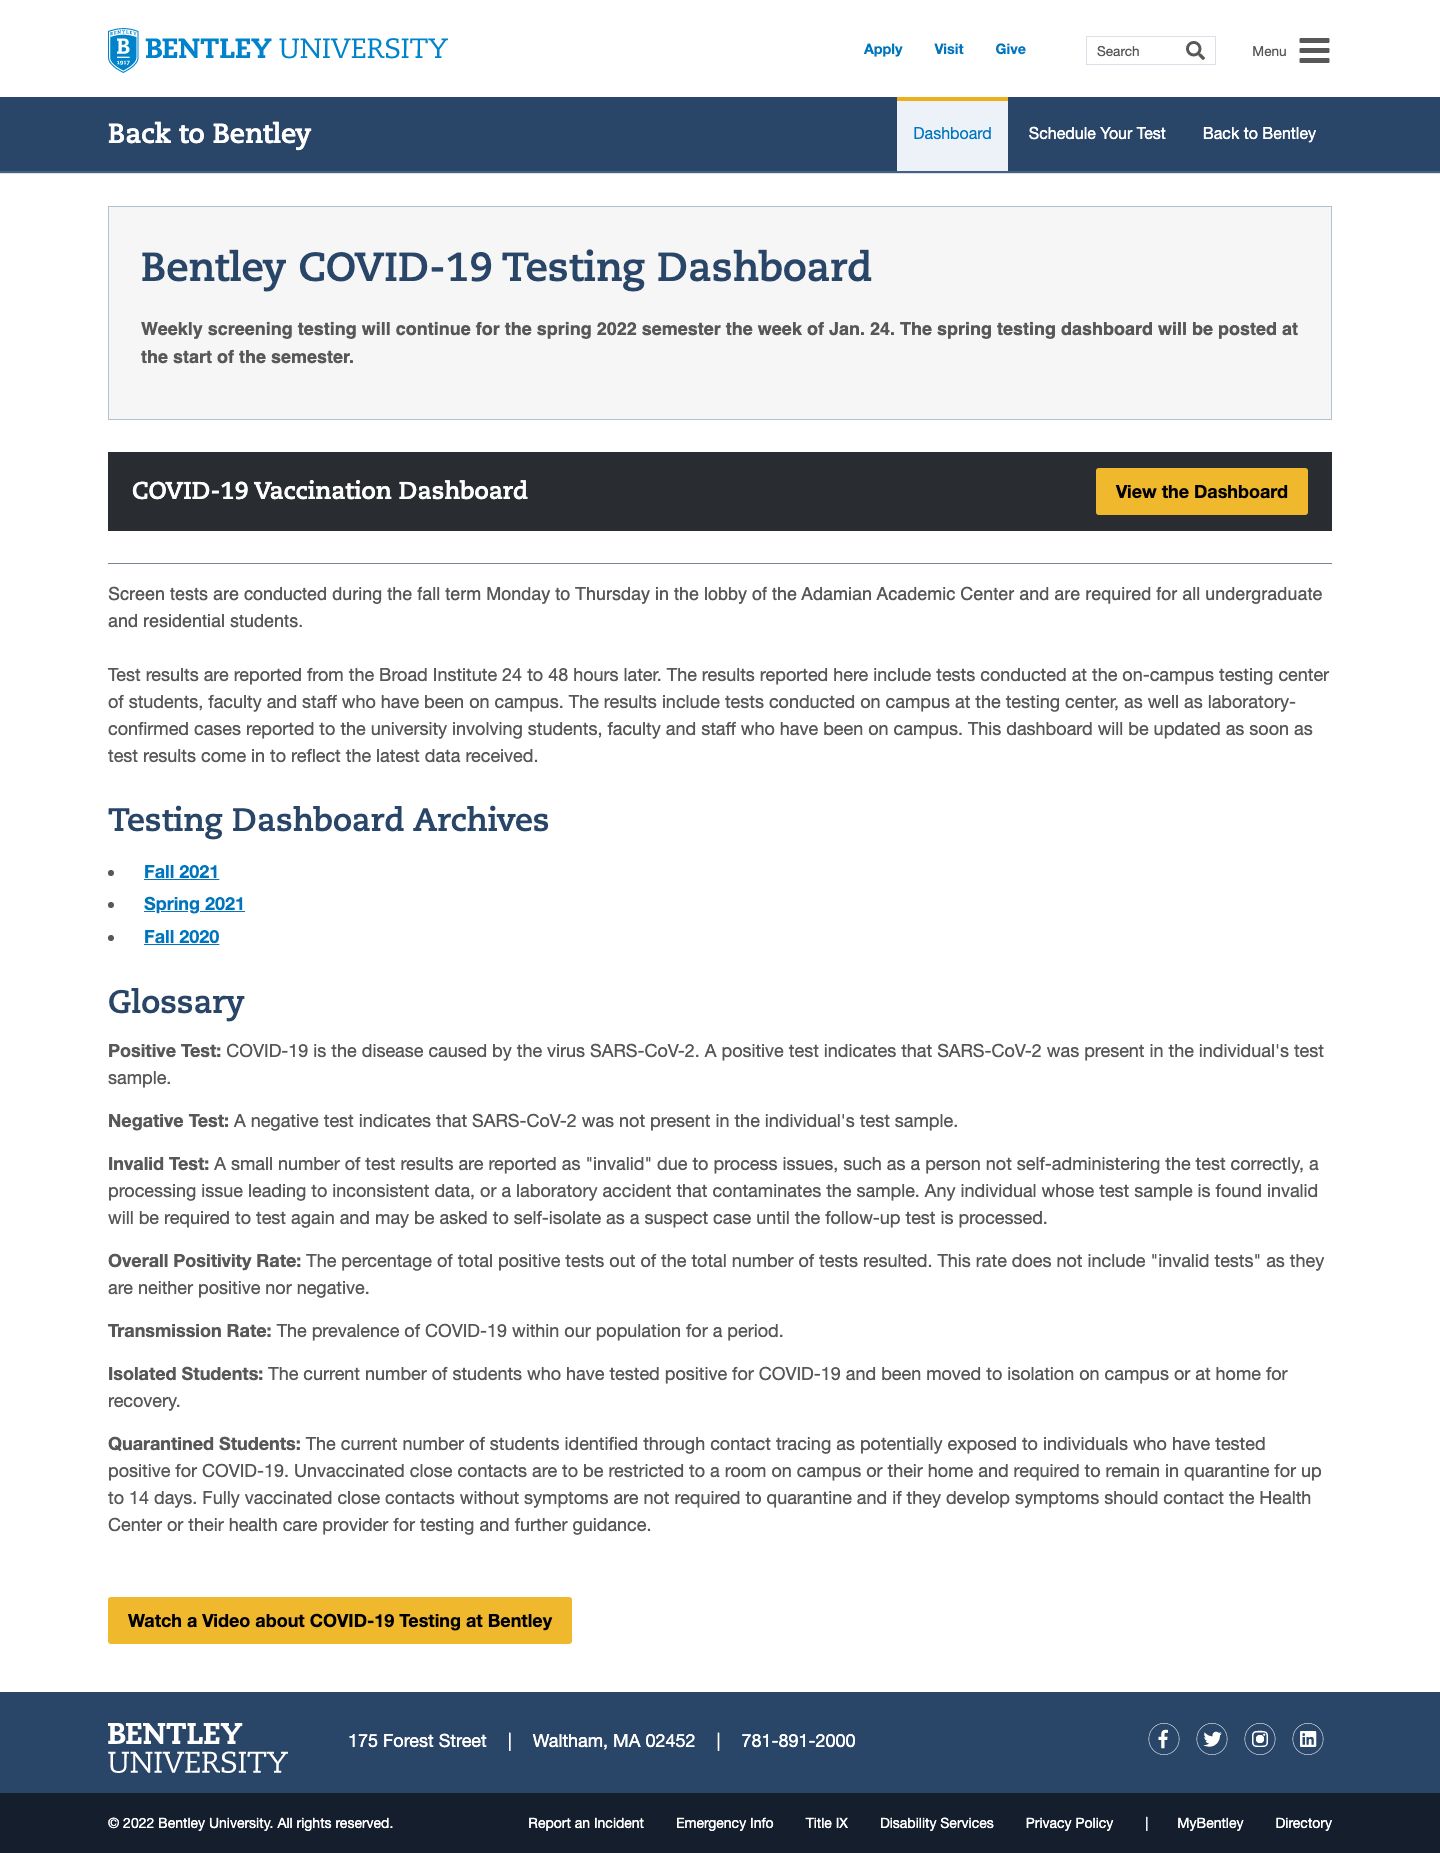 B
1917
BENTLEY UNIVERSITY
Apply Visit Give
Search
Menu
Back to Bentley
Dashboard Schedule Your Test Back to Bentley
Bentley COVID-19 Testing Dashboard
Weekly screening testing will continue for the spring 2022 semester the week of Jan. 24. The spring testing dashboard will be posted at
the start of the semester.
COVID-19 Vaccination Dashboard
View the Dashboard
Screen tests are conducted during the fall term Monday to Thursday in the lobby of the Adamian Academic Center and are required for all undergraduate
and residential students.
Test results are reported from the Broad Institute 24 to 48 hours later. The results reported here include tests conducted at the on-campus testing center
of students, faculty and staff who have been on campus. The results include tests conducted on campus at the testing center, as well as laboratory-
confirmed cases reported to the university involving students, faculty and staff who have been on campus. This dashboard will be updated as soon as
test results come in to reflect the latest data received.
Testing Dashboard Archives
• Fall 2021
• Spring 2021
• Fall 2020
Glossary
Positive Test: COVID-19 is the disease caused by the virus SARS-CoV-2. A positive test indicates that SARS-CoV-2 was present in the individual's test
sample.
Negative Test: A negative test indicates that SARS-CoV-2 was not present in the individual's test sample.
Invalid Test: A small number of test results are reported as "invalid" due to process issues, such as a person not self-administering the test correctly, a
processing issue leading to inconsistent data, or a laboratory accident that contaminates the sample. Any individual whose test sample is found invalid
will be required to test again and may be asked to self-isolate as a suspect case until the follow-up test is processed.
Overall Positivity Rate: The percentage of total positive tests out of the total number of tests resulted. This rate does not include "invalid tests" as they
are neither positive nor negative.
Transmission Rate: The prevalence of COVID-19 within our population for a period.
Isolated Students: The current number of students who have tested positive for COVID-19 and been moved to isolation on campus or at home for
recovery.
Quarantined Students: The current number of students identified through contact tracing as potentially exposed to individuals who have tested
positive for COVID-19. Unvaccinated close contacts are to be restricted to a room on campus or their home and required to remain in quarantine for up
to 14 days. Fully vaccinated close contacts without symptoms are not required to quarantine and if they develop symptoms should contact the Health
Center or their health care provider for testing and further guidance.
Watch a Video about COVID-19 Testing at Bentley
BENTLEY
UNIVERSITY
175 Forest Street | Waltham, MA 02452 | 781-891-2000
© 2022 Bentley University. All rights reserved.
Report an Incident Emergency Info Title IX Disability Services Privacy Policy | MyBentley Directory